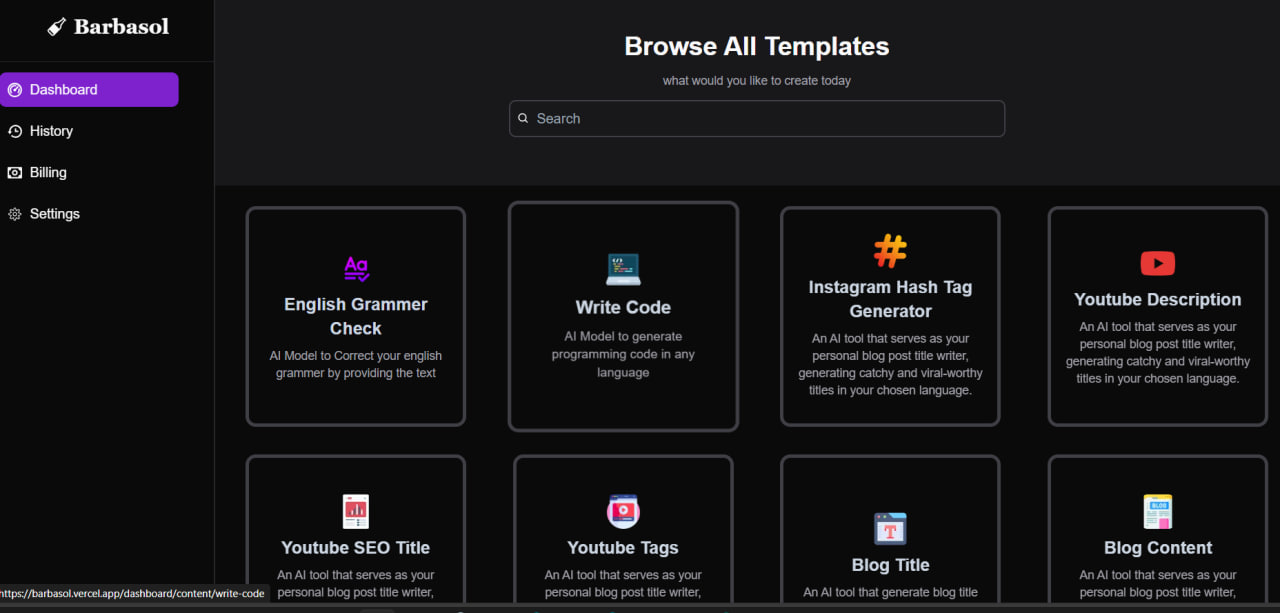 Barbasol
Dashboard
History
Billing
Settings
Browse All Templates
what would you like to create today
Search
Ag
English Grammer
Check
AI Model to Correct your english
grammer by providing the text
Write Code
AI Model to generate
programming code in any
language
#
Instagram Hash Tag
Generator
An AI tool that serves as your
personal blog post title writer,
generating catchy and viral-worthy
titles in your chosen language.
Youtube Description
An AI tool that serves as your
personal blog post title writer,
generating catchy and viral-worthy
titles in your chosen language.
Youtube SEO Title
An AI tool that serves as your
personal blog post title writer,
Youtube Tags
An AI tool that serves as your
personal blog post title writer,
T
Blog Title
An AI tool that generate blog title
BLOG
Blog Content
An AI tool that serves as your
personal blog post title writer,
https://barbasol.vercel.app/dashboard/content/write-code